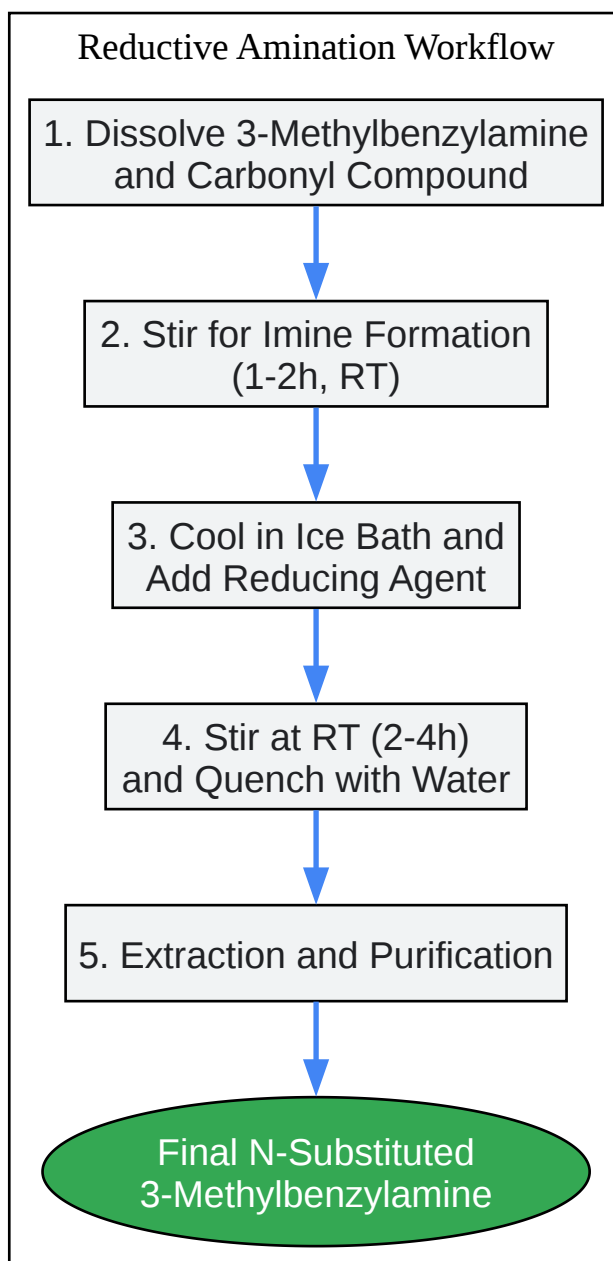 Reductive Amination Workflow
1. Dissolve 3-Methylbenzylamine
and Carbonyl Compound
2. Stir for Imine Formation
(1-2h, RT)
3. Cool in Ice Bath and
Add Reducing Agent
4. Stir at RT (2-4h)
and Quench with Water
5. Extraction and Purification
Final N-Substituted
3-Methylbenzylamine